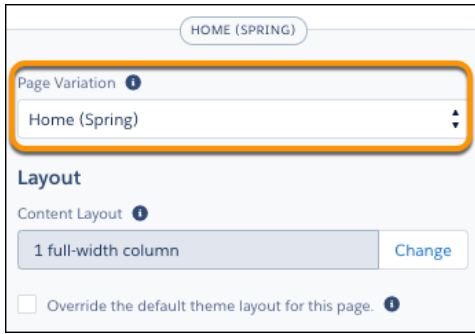 HOME (SPRING)
Page Variation
Home (Spring)
Layout
Content Layout
1 full-width column
Change
Override the default theme layout for this page.